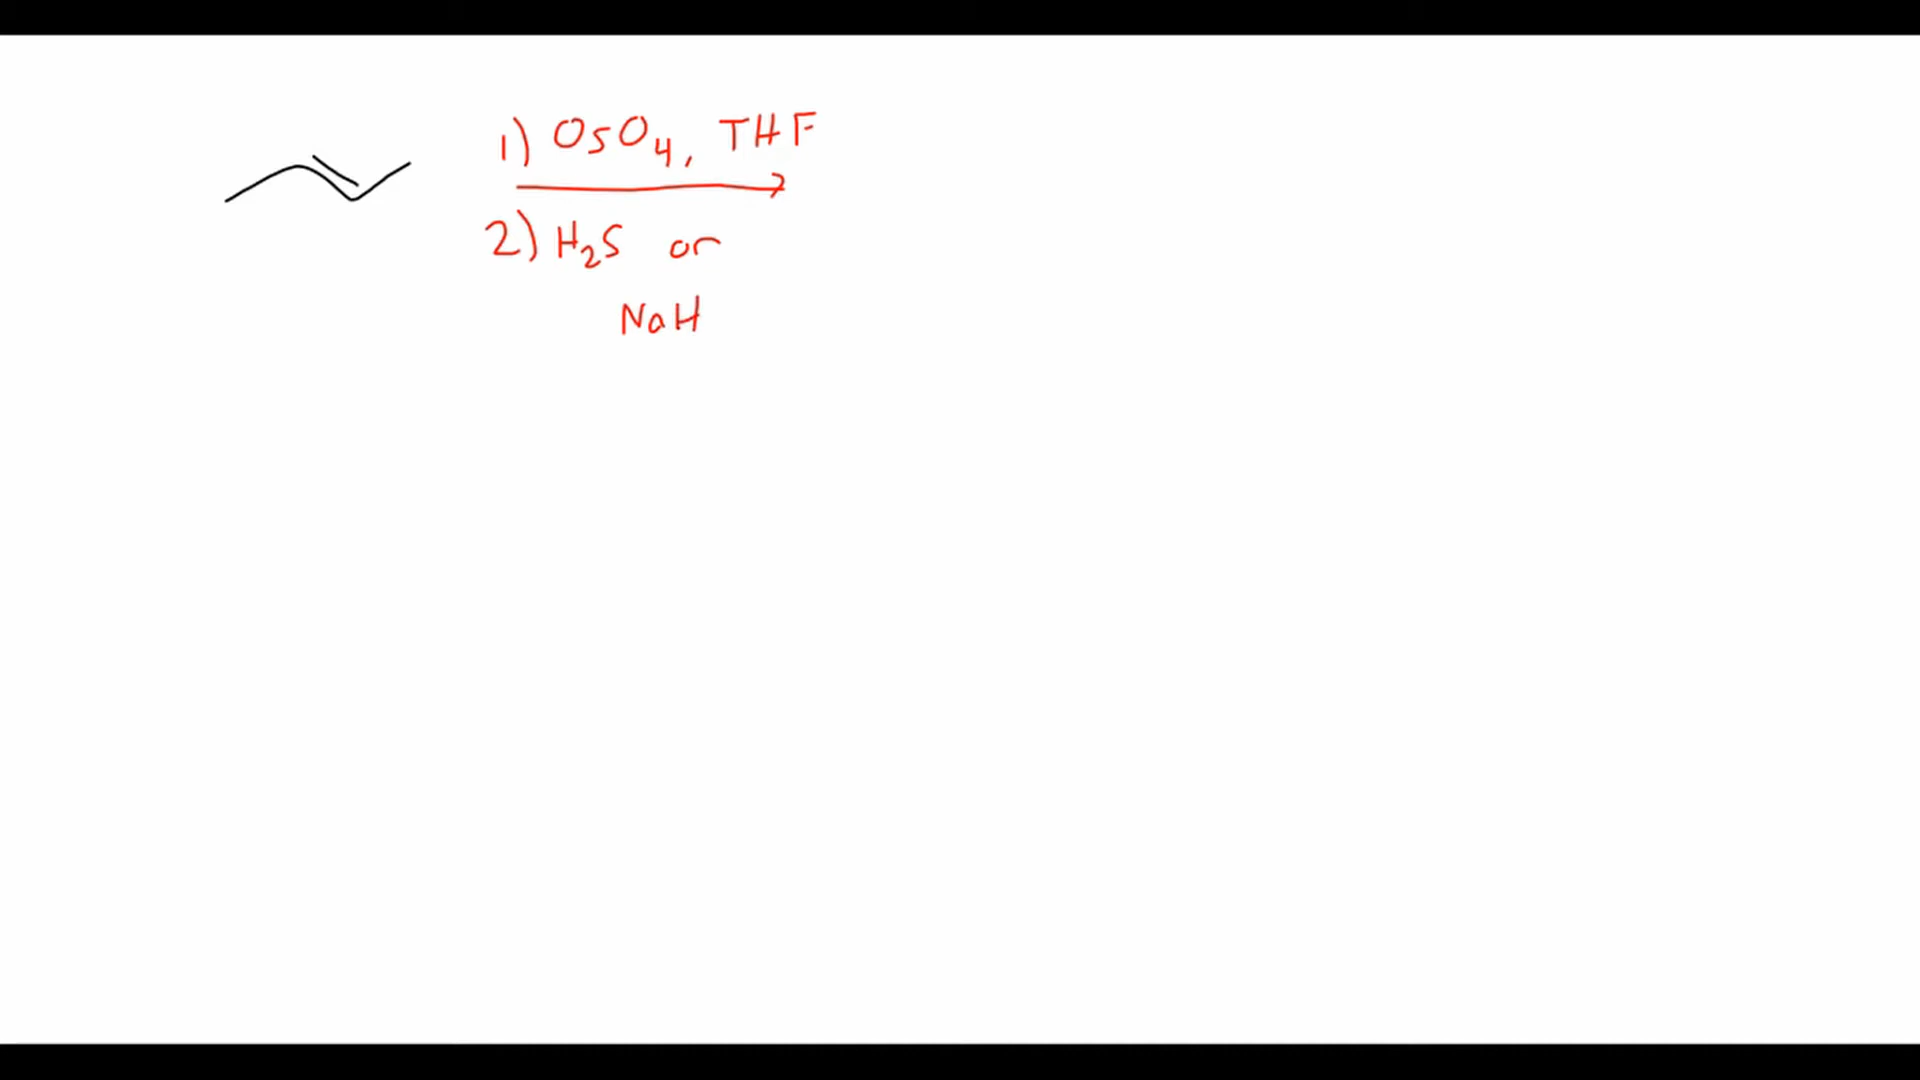 1) OsO₄, THF
2) H₂S or
NaH